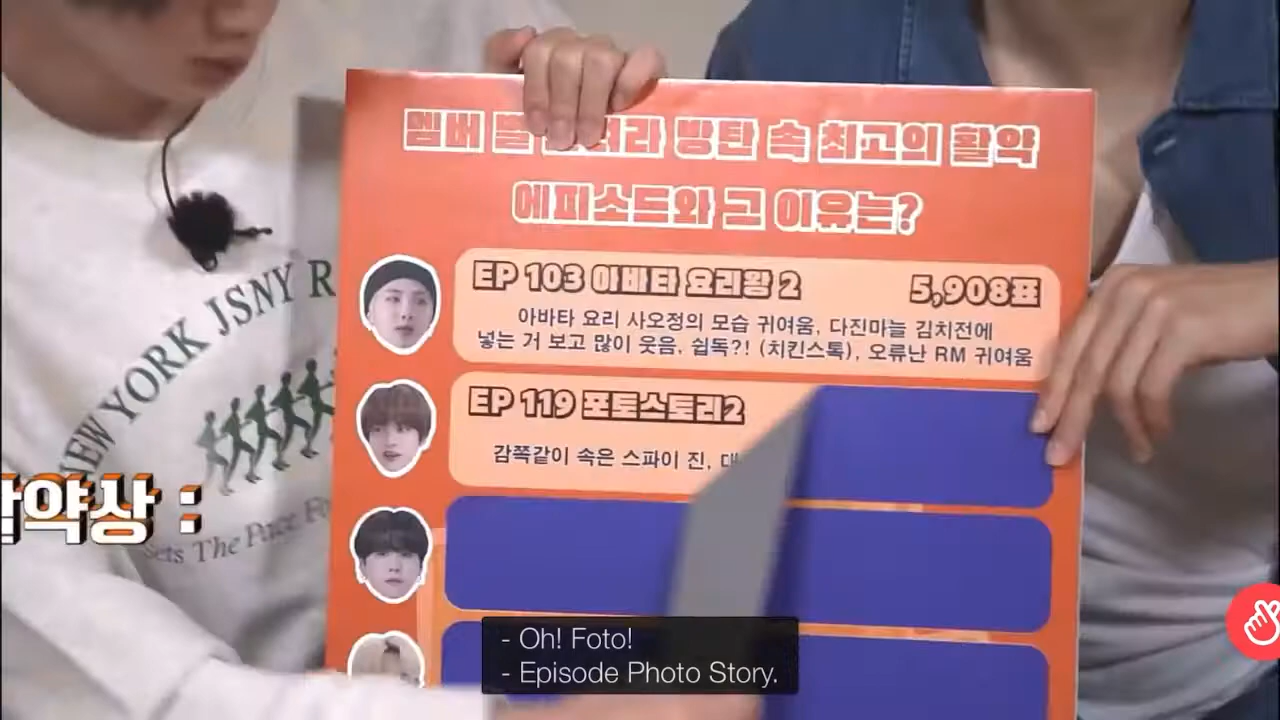 멤버 별 라 방탄 속 최고의 활약
에피소드와 그 이유는?
EP 103 아바타 요리왕 2 5,908표
아바타 요리 사오정의 모습 귀여움, 다진마늘 김치전에
넣는 거 보고 많이 웃음, 쉽독?! (치킨스톡), 오류난 RM 귀여움
EP 119 포토스토리2
감쪽같이 속은 스파이 진,
NEW YORK JSNY R
Sets The Pace
약상 :
- Oh! Foto!
- Episode Photo Story.